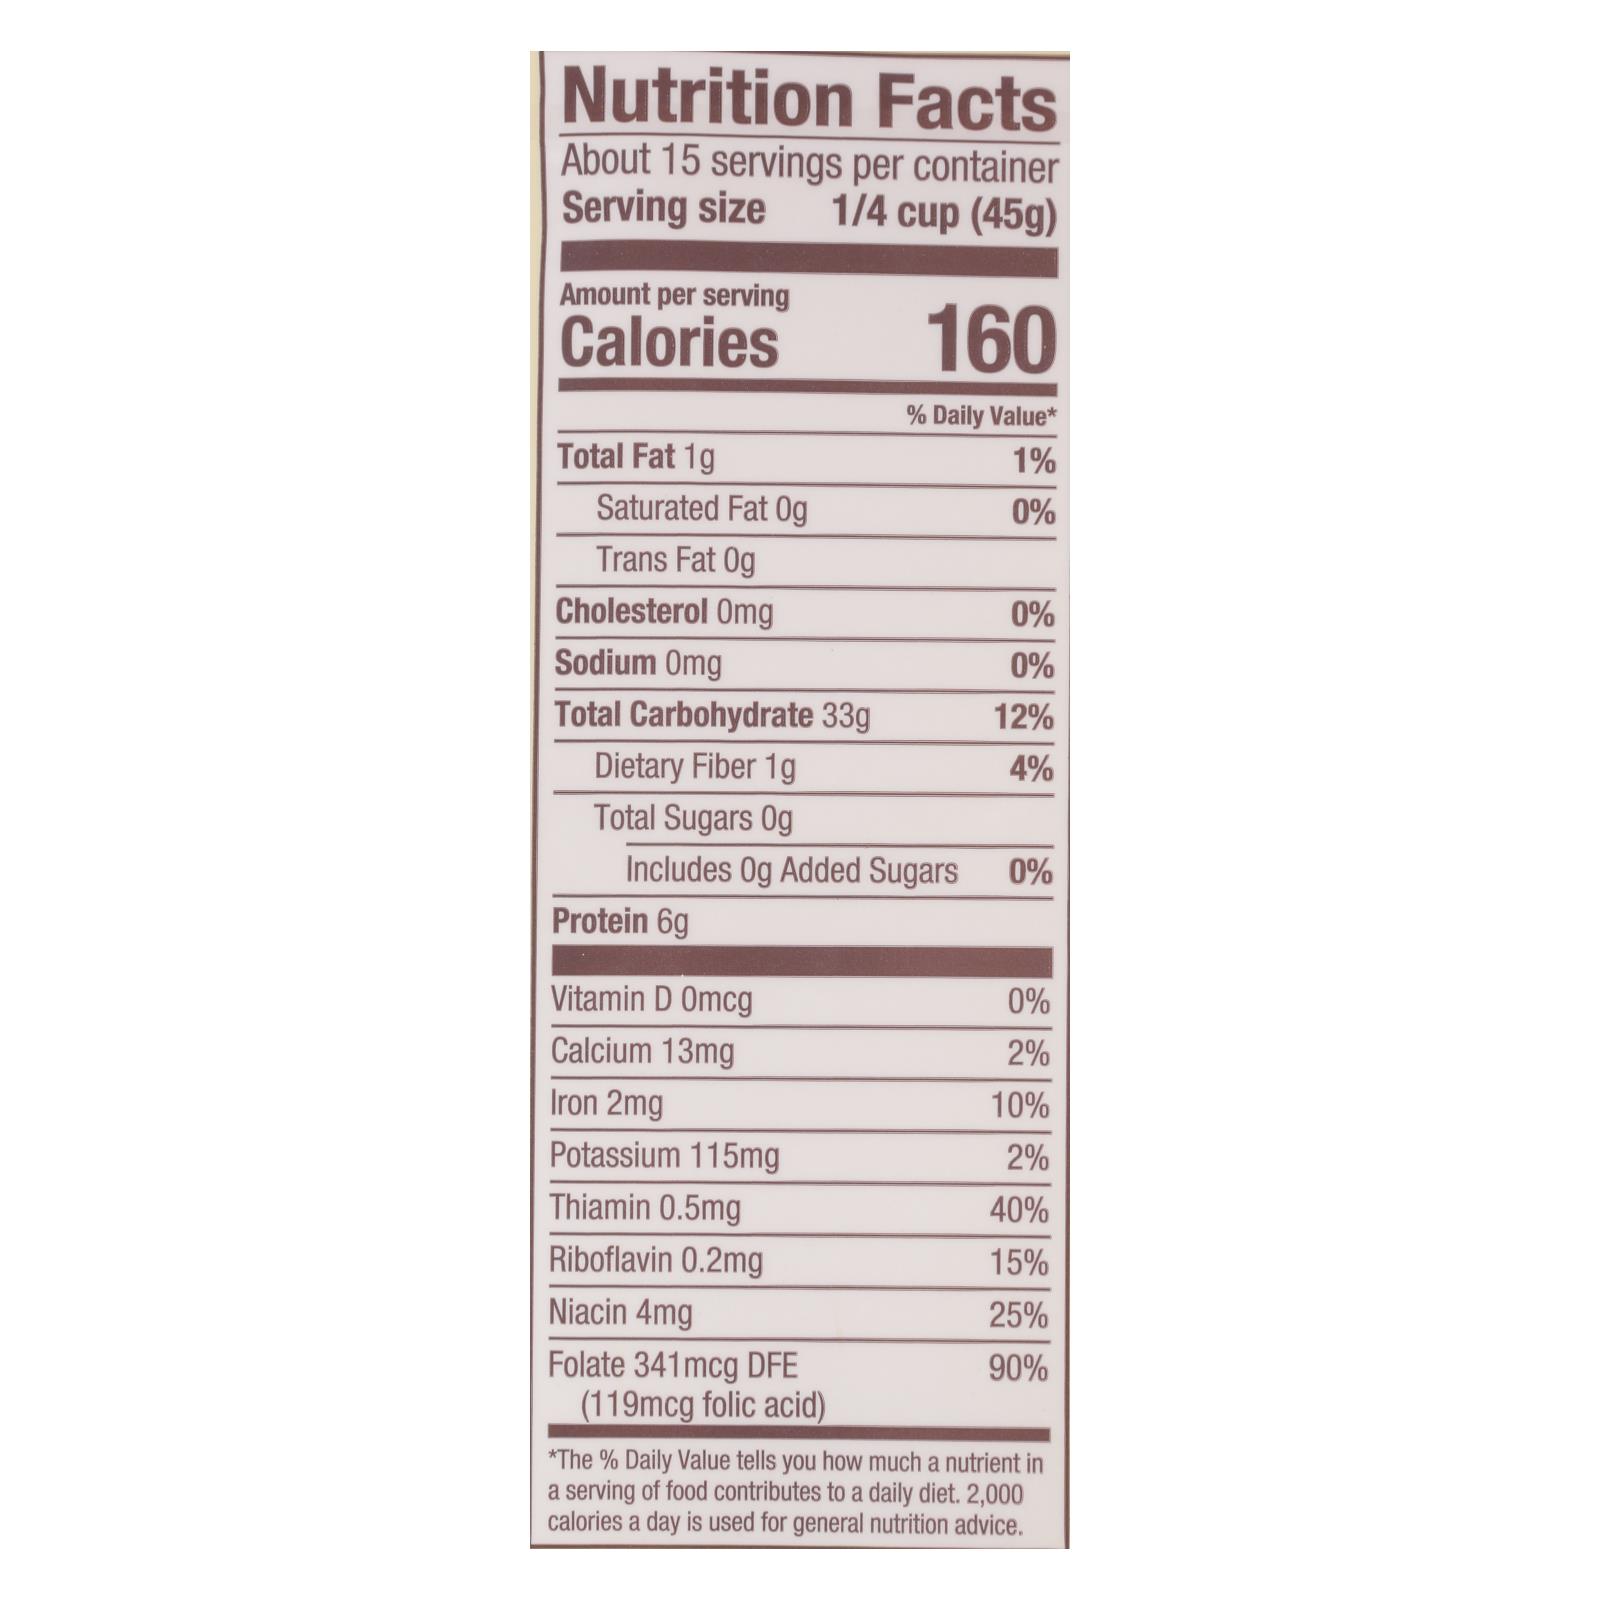 Nutrition Facts
About 15 servings per container
Serving size 1/4 cup (45g)
Amount per serving
Calories 160
% Daily Value*
Total Fat 1g 1%
Saturated Fat 0g 0%
Trans Fat 0g
Cholesterol 0mg 0%
Sodium 0mg 0%
Total Carbohydrate 33g 12%
Dietary Fiber 1g 4%
Total Sugars 0g
Includes 0g Added Sugars 0%
Protein 6g
Vitamin D 0mcg 0%
Calcium 13mg 2%
Iron 2mg 10%
Potassium 115mg 2%
Thiamin 0.5mg 40%
Riboflavin 0.2mg 15%
Niacin 4mg 25%
Folate 341mcg DFE 90%
(119mcg folic acid)
*The % Daily Value tells you how much a nutrient in
a serving of food contributes to a daily diet. 2,000
calories a day is used for general nutrition advice.